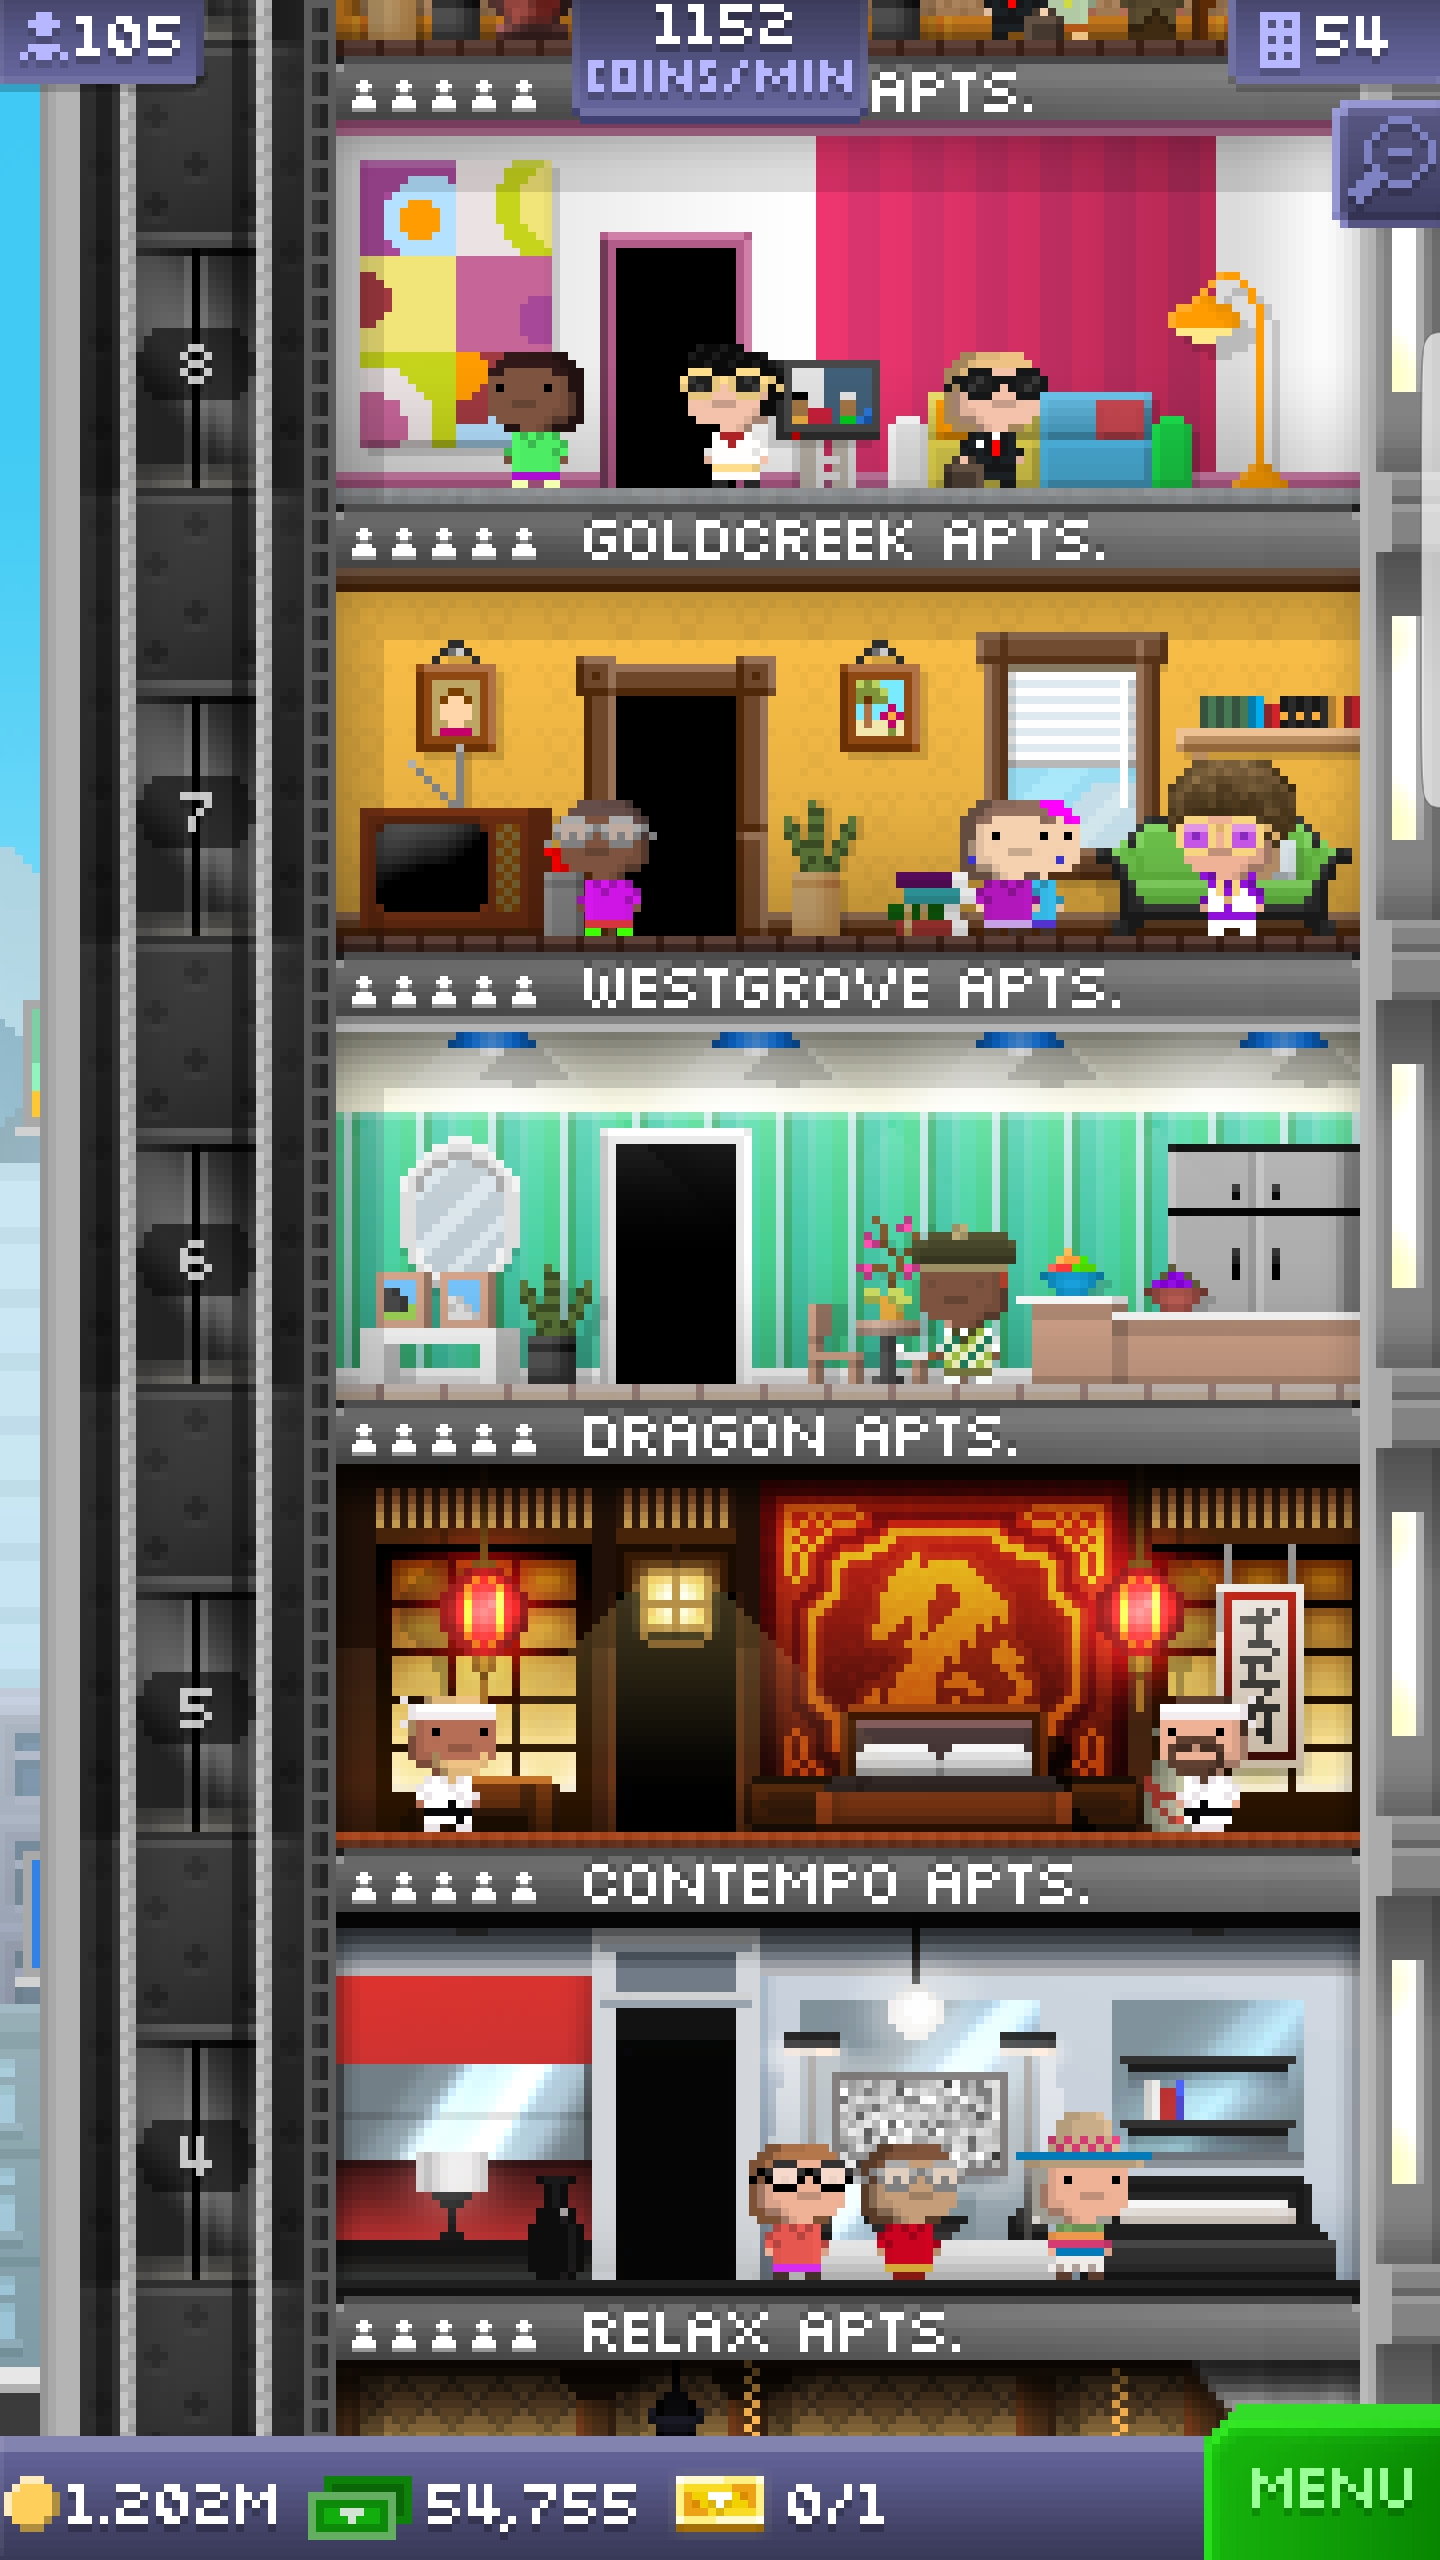 105
1152
COINS/MIN
54
APTS.
8
GOLDCREEK APTS.
7
WESTGROVE APTS.
6
DRAGON APTS.
5
CONTEMPO APTS.
4
RELAX APTS.
1.202M 54,755 0/1
MENU